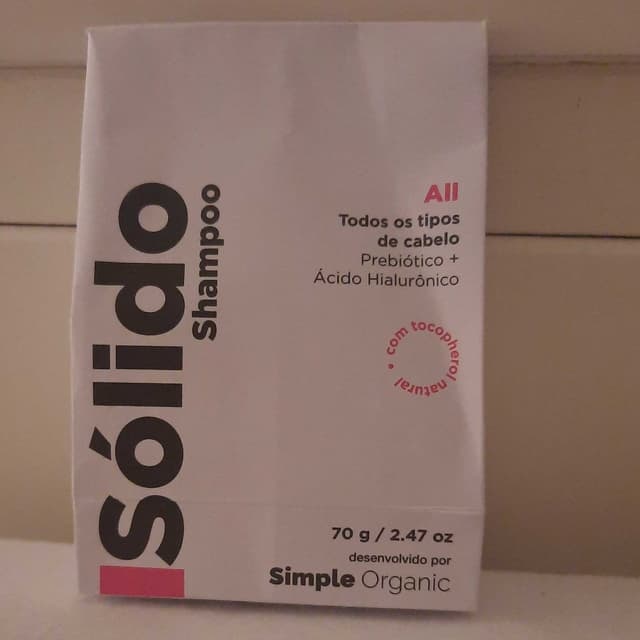 Sólido
Shampoo
All
Todos os tipos
de cabelo
Prebiótico +
Ácido Hialurônico
com tocopherol natural •
70 g / 2.47 oz
desenvolvido por
Simple Organic